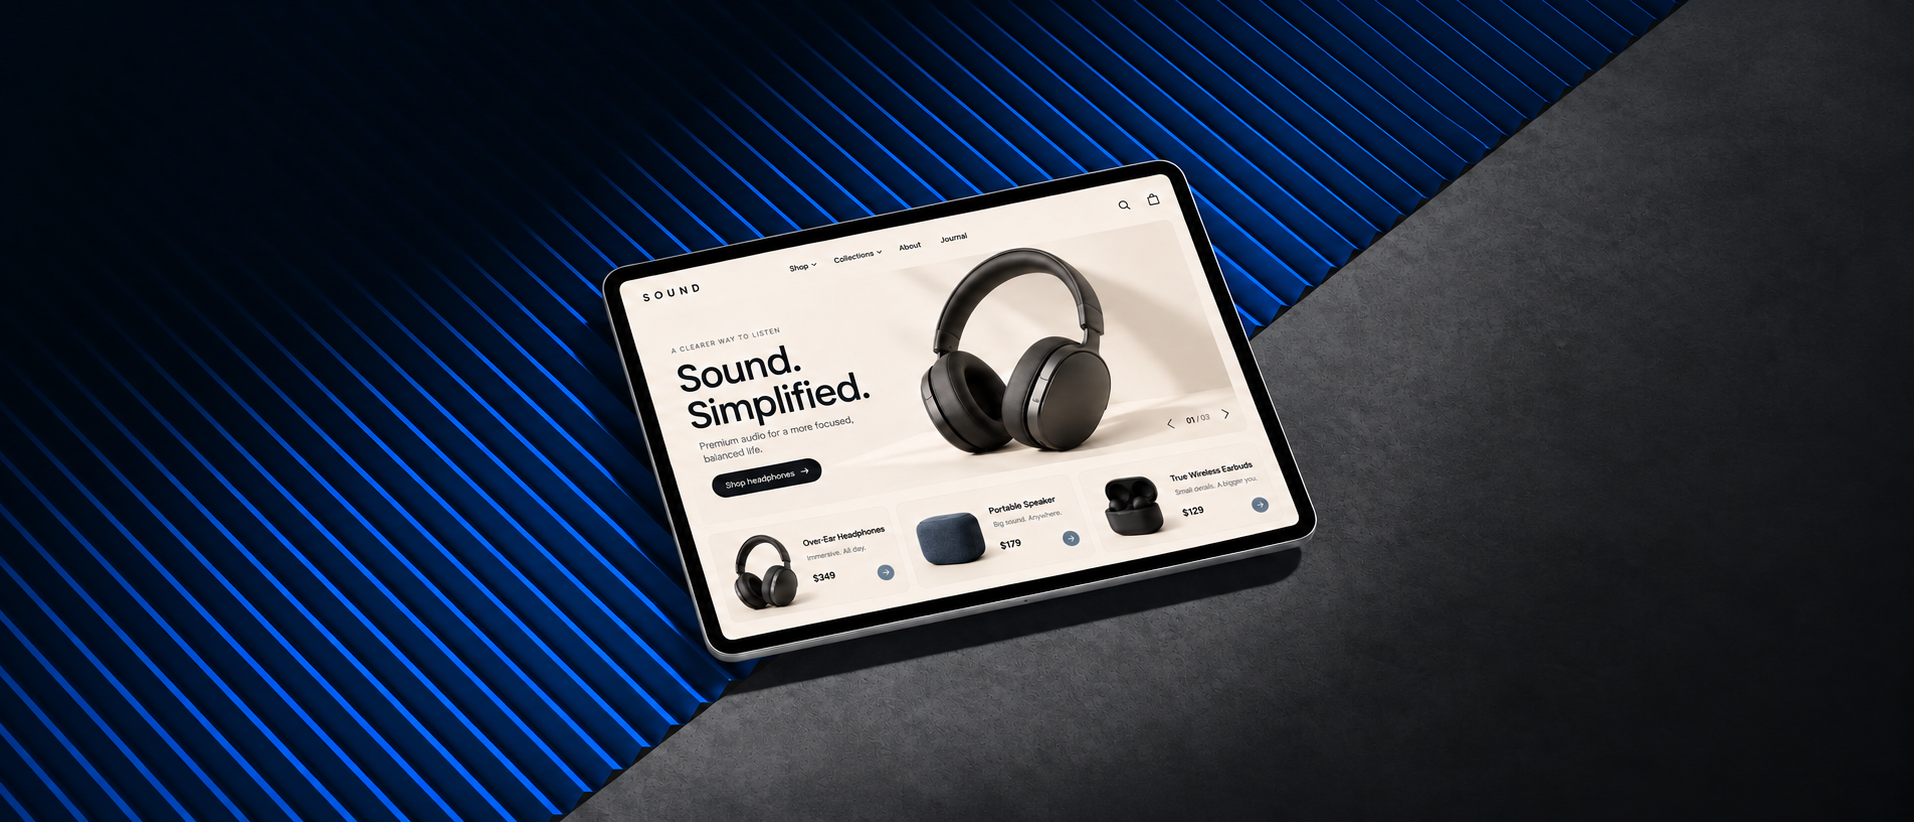 SOUND
Shop
Collections
About
Journal
A CLEARER WAY TO LISTEN
Sound.
Simplified.
Premium audio for a more focused,
balanced life.
Shop headphones →
01 / 03
Over-Ear Headphones
Immersive. All day.
$349
Portable Speaker
Big sound. Anywhere.
$179
True Wireless Earbuds
Small details. A bigger you.
$129